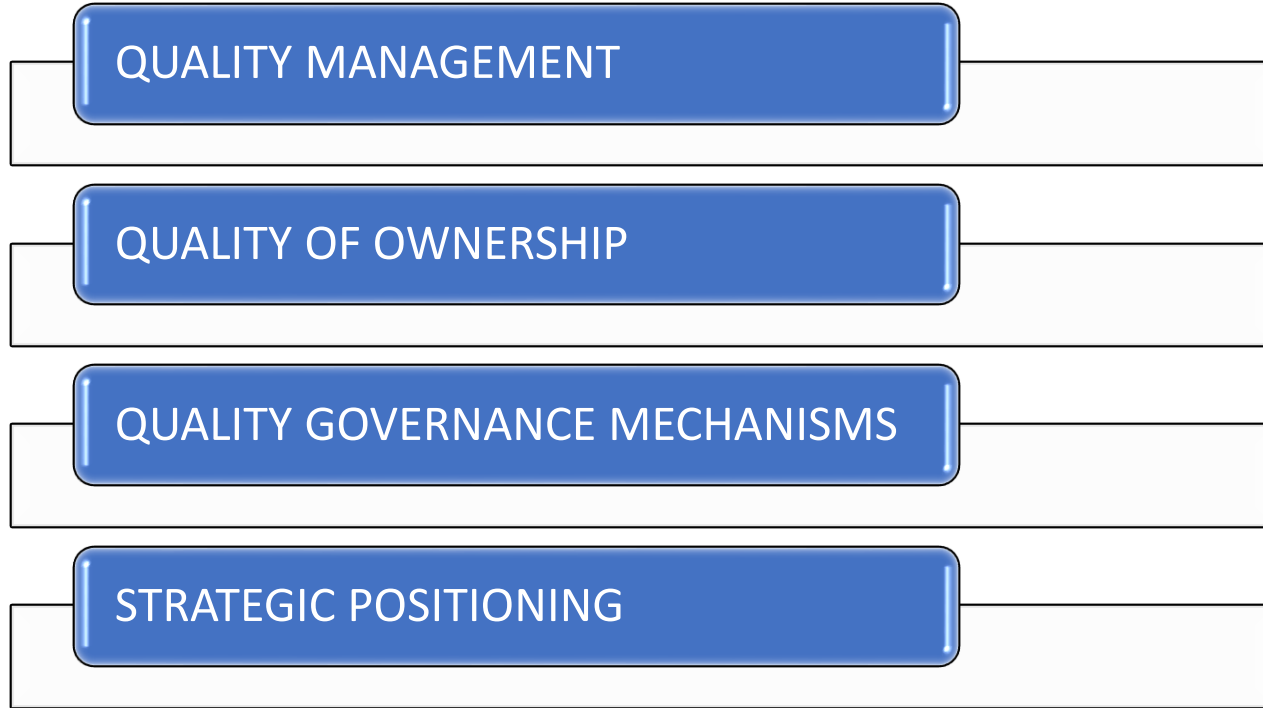 QUALITY MANAGEMENT
QUALITY OF OWNERSHIP
QUALITY GOVERNANCE MECHANISMS
STRATEGIC POSITIONING